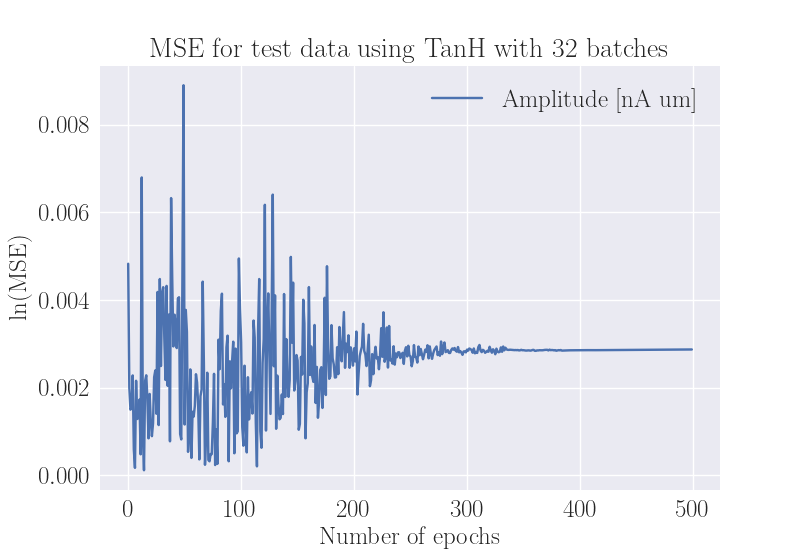 MSE for test data using TanH with 32 batches
Amplitude [nA um]
ln(MSE)
0.008
0.006
0.004
0.002
0.000
0 100 200 300 400 500
Number of epochs